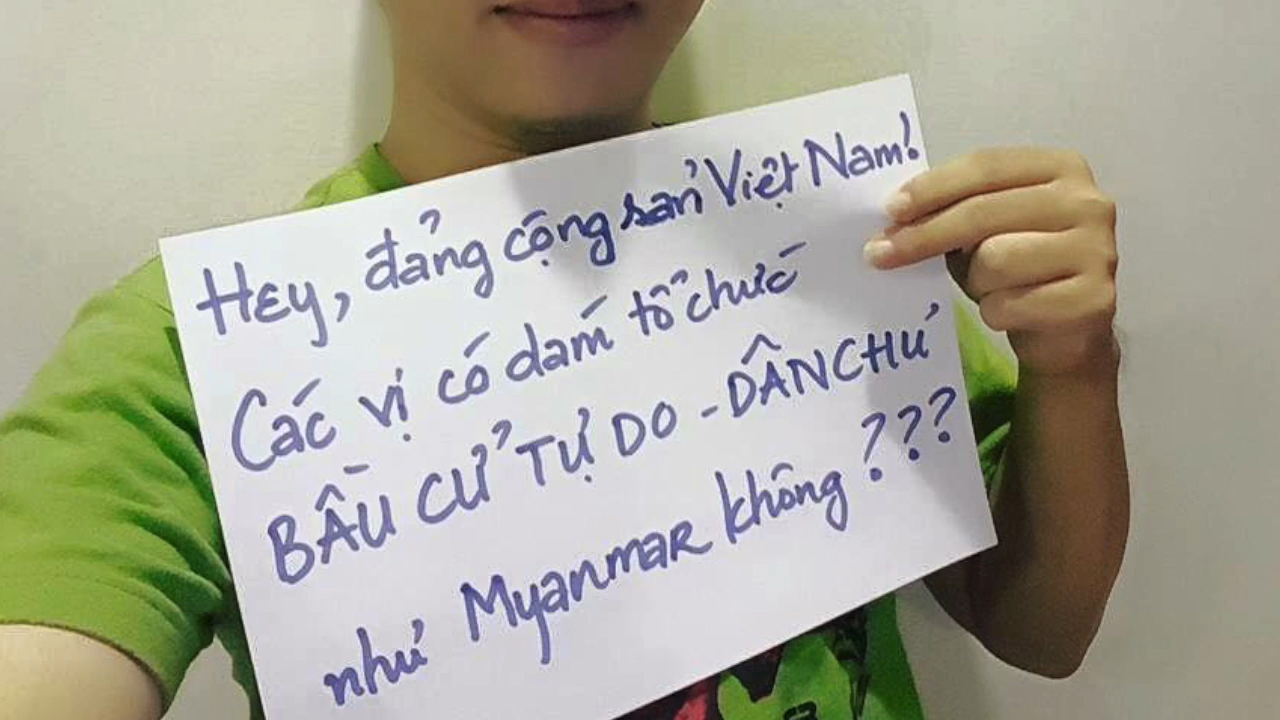 Hey, đảng cộng sản Việt Nam!
Các vị có dám tổ chức
BẦU CỬ TỰ DO - DÂN CHỦ
như Myanmar không ???